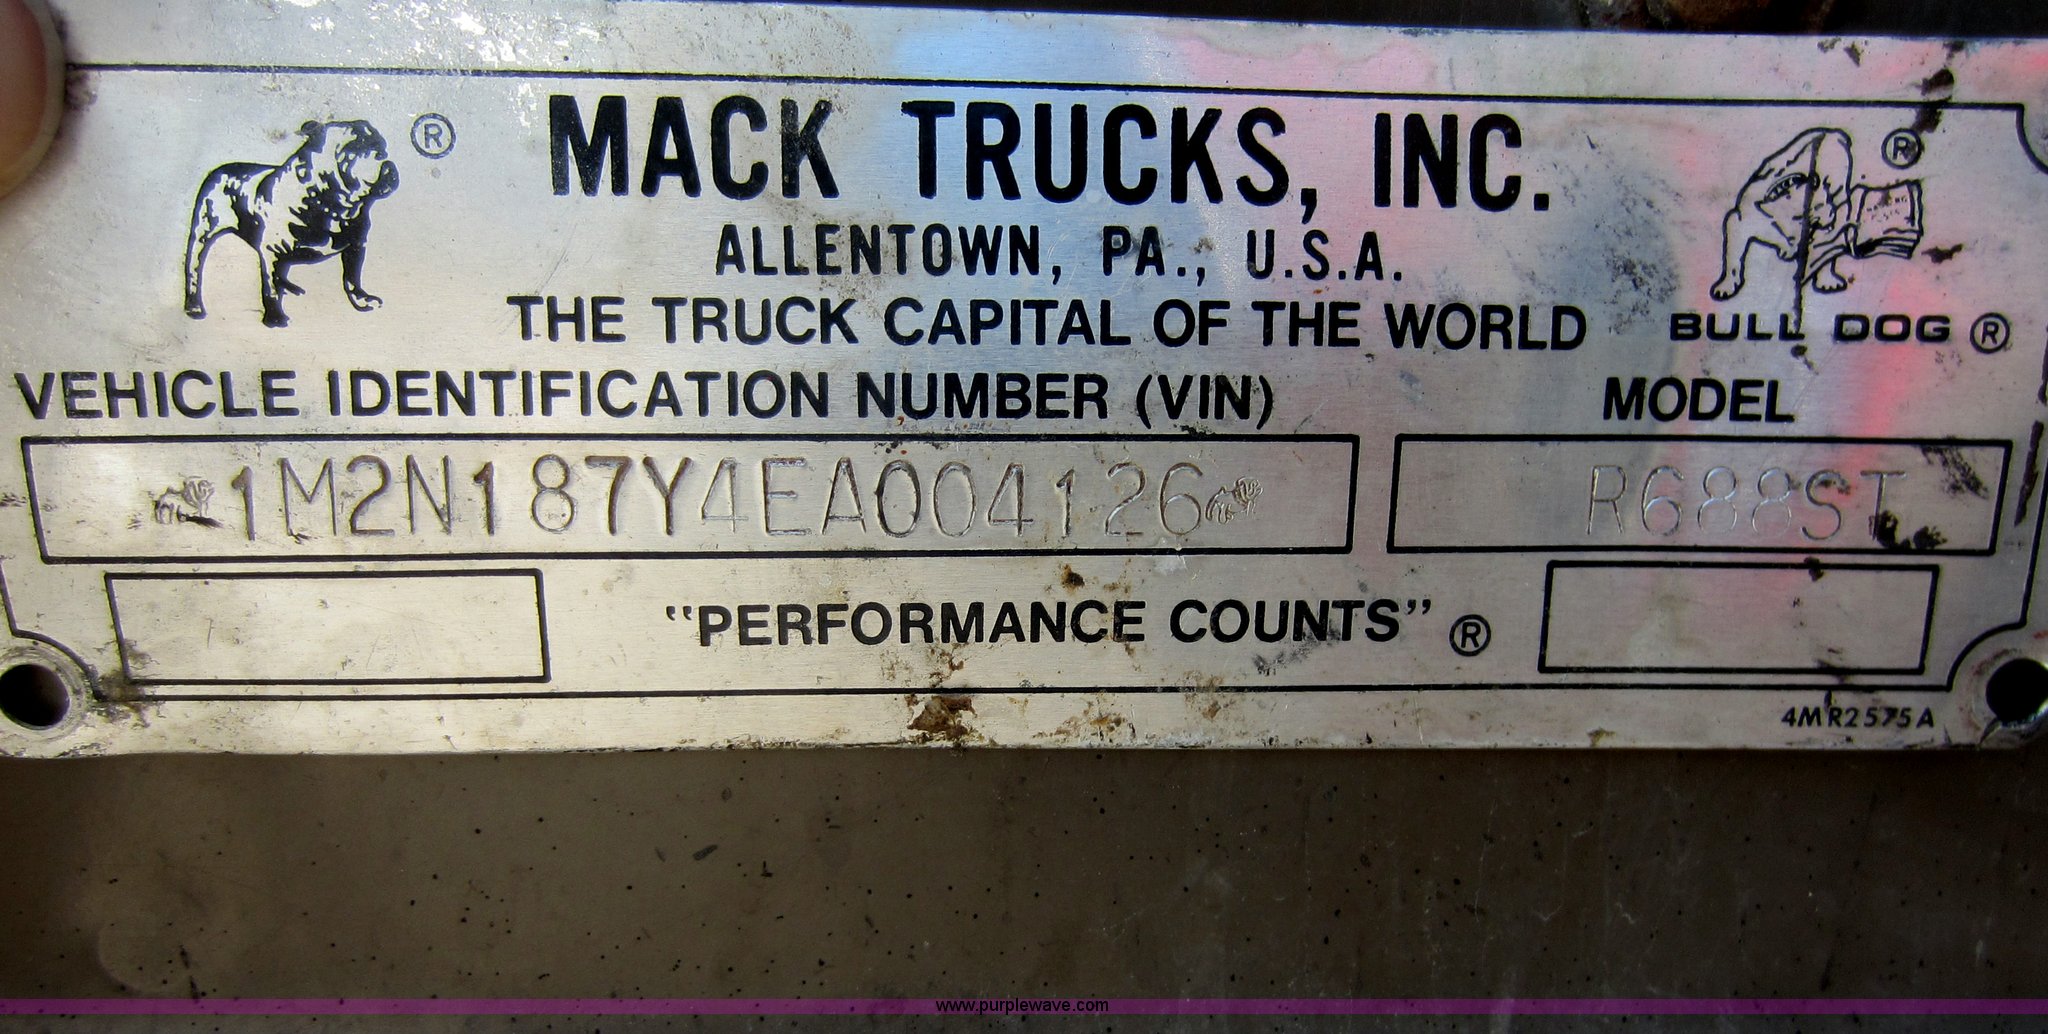 ® MACK TRUCKS, INC. ®
ALLENTOWN, PA., U.S.A.
THE TRUCK CAPITAL OF THE WORLD
BULL DOG ®
VEHICLE IDENTIFICATION NUMBER (VIN) MODEL
1M2N187Y4EA004126 R688ST
"PERFORMANCE COUNTS" ®
4MR2575A
www.purplewave.com